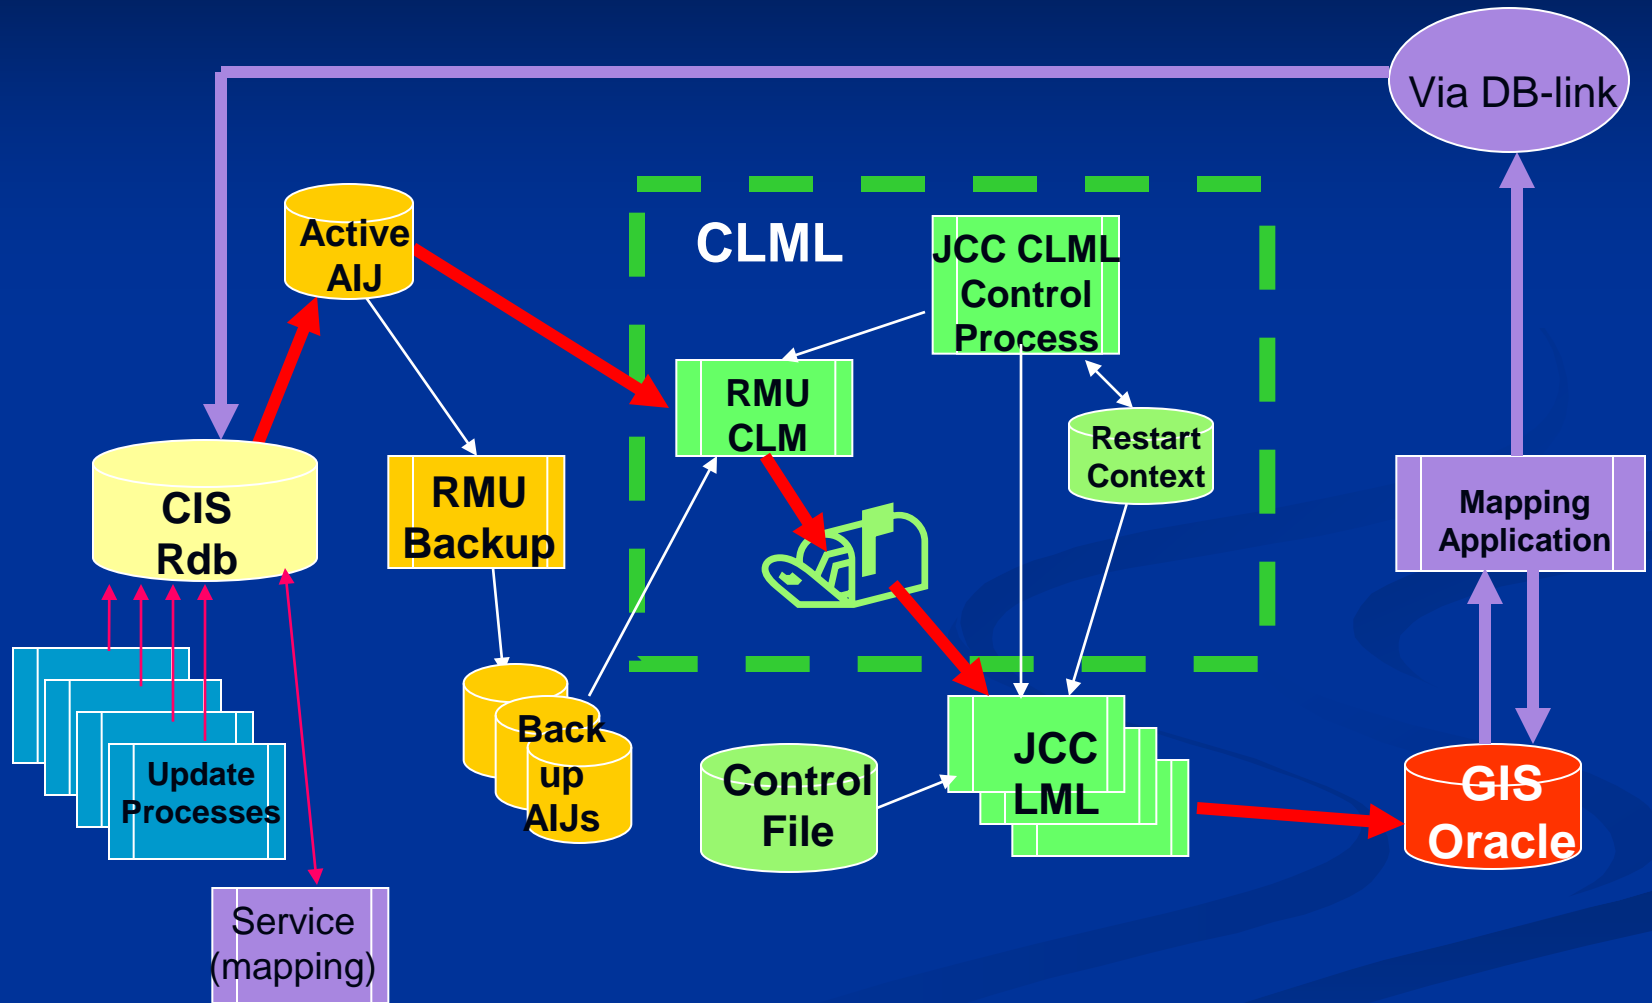 Via DB-link
Active
AIJ
CLML
JCC CLML
Control
Process
RMU
CLM
Restart
Context
CIS
Rdb
RMU
Backup
Mapping
Application
Update
Processes
Back
up
AIJs
Control
File
JCC
LML
GIS
Oracle
Service
(mapping)